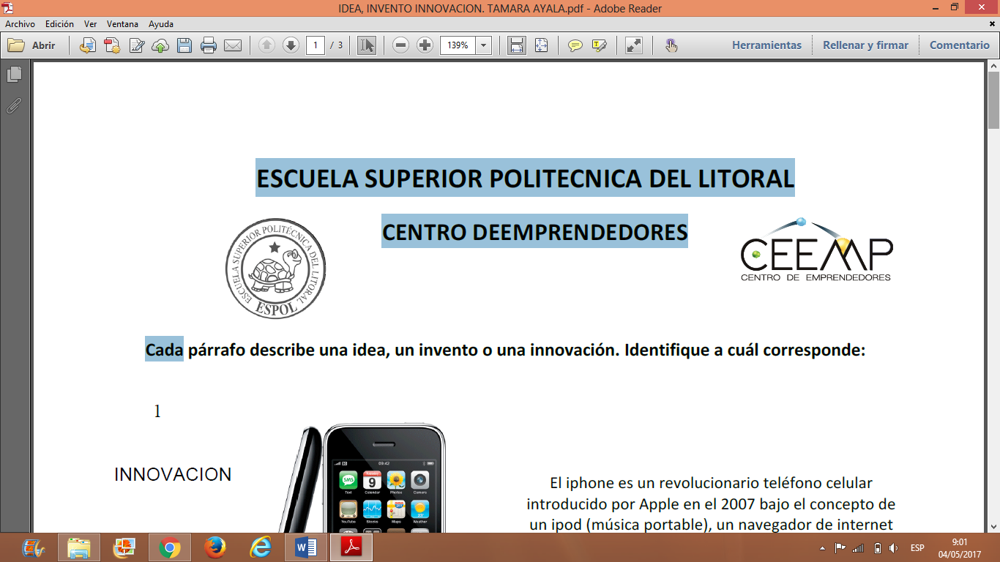 IDEA, INVENTO INNOVACION. TAMARA AYALA.pdf - Adobe Reader
Archivo Edición Ver Ventana Ayuda
Abrir 1 / 3 139% Herramientas Rellenar y firmar Comentario
ESCUELA SUPERIOR POLITECNICA DEL LITORAL
CENTRO DEEMPRENDEDORES
ESCUELA SUPERIOR POLITÉCNICA DEL LITORAL
ESPOL
CEEMP
CENTRO DE EMPRENDEDORES
Cada párrafo describe una idea, un invento o una innovación. Identifique a cuál corresponde:
1
INNOVACION
09:42
SMS Tuesday 9
Text Calendar Photos Camera
YouTube Stocks Maps Weather
El iphone es un revolucionario teléfono celular
introducido por Apple en el 2007 bajo el concepto de
un ipod (música portable), un navegador de internet
ESP
9:01
04/05/2017